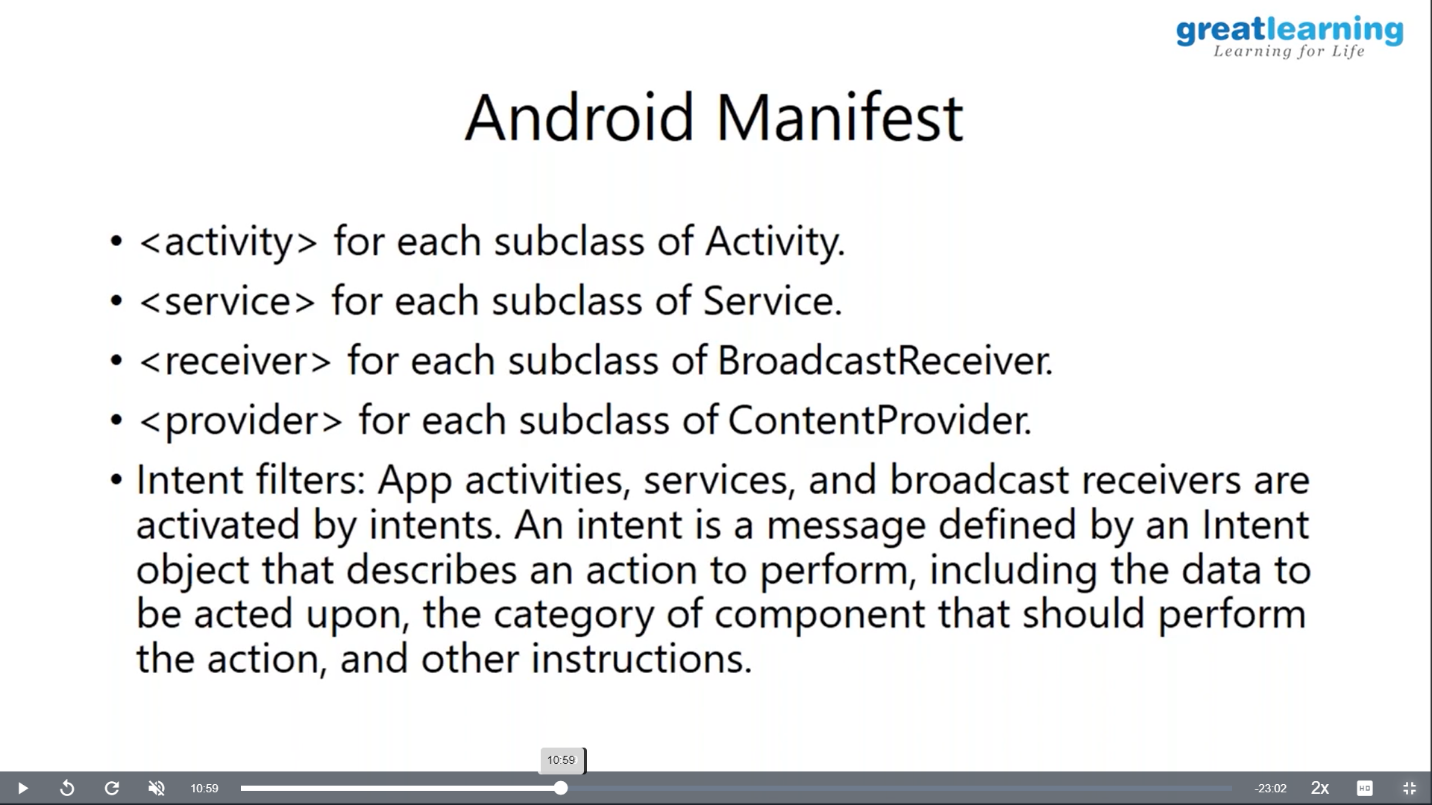 greatlearning
Learning for Life
Android Manifest
• <activity> for each subclass of Activity.
• <service> for each subclass of Service.
• <receiver> for each subclass of BroadcastReceiver.
• <provider> for each subclass of ContentProvider.
• Intent filters: App activities, services, and broadcast receivers are
activated by intents. An intent is a message defined by an Intent
object that describes an action to perform, including the data to
be acted upon, the category of component that should perform
the action, and other instructions.
10:59
10:59
-23:02
2x
HD